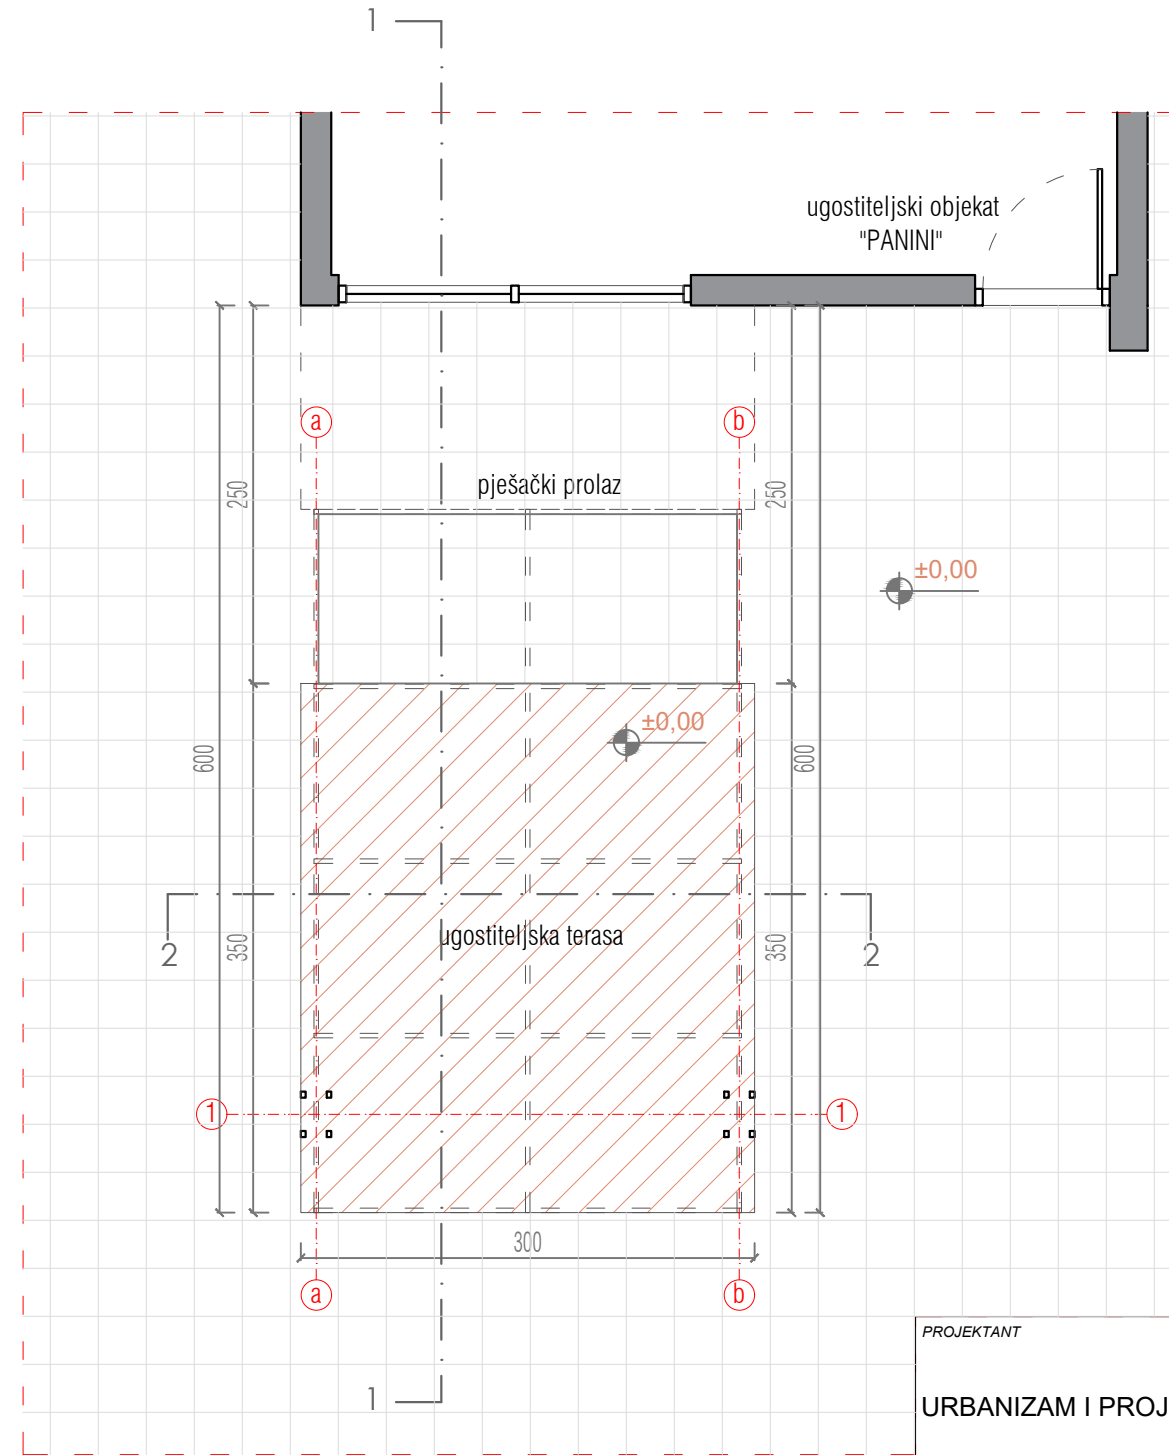 1
ugostiteljski objekat
"PANINI"
a
b
pješački prolaz
250
250
±0,00
±0,00
600
600
2
350
ugostiteljska terasa
350
2
1
1
300
a
b
PROJEKTANT
1
URBANIZAM I PROJ